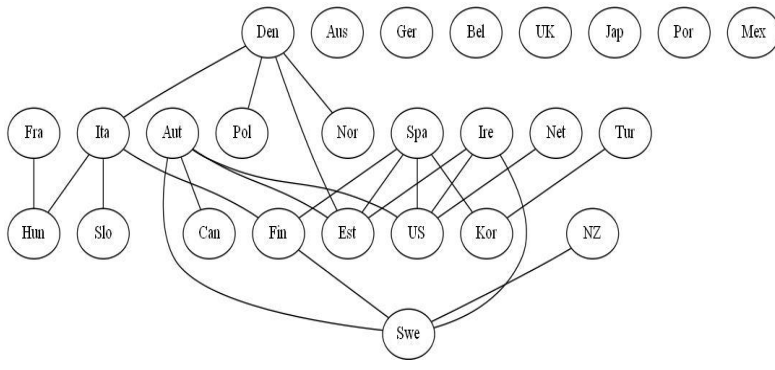 Den Aus Ger Bel UK Jap Por Mex
Fra Ita Aut Pol Nor Spa Ire Net Tur
Hun Slo Can Fin Est US Kor NZ
Swe